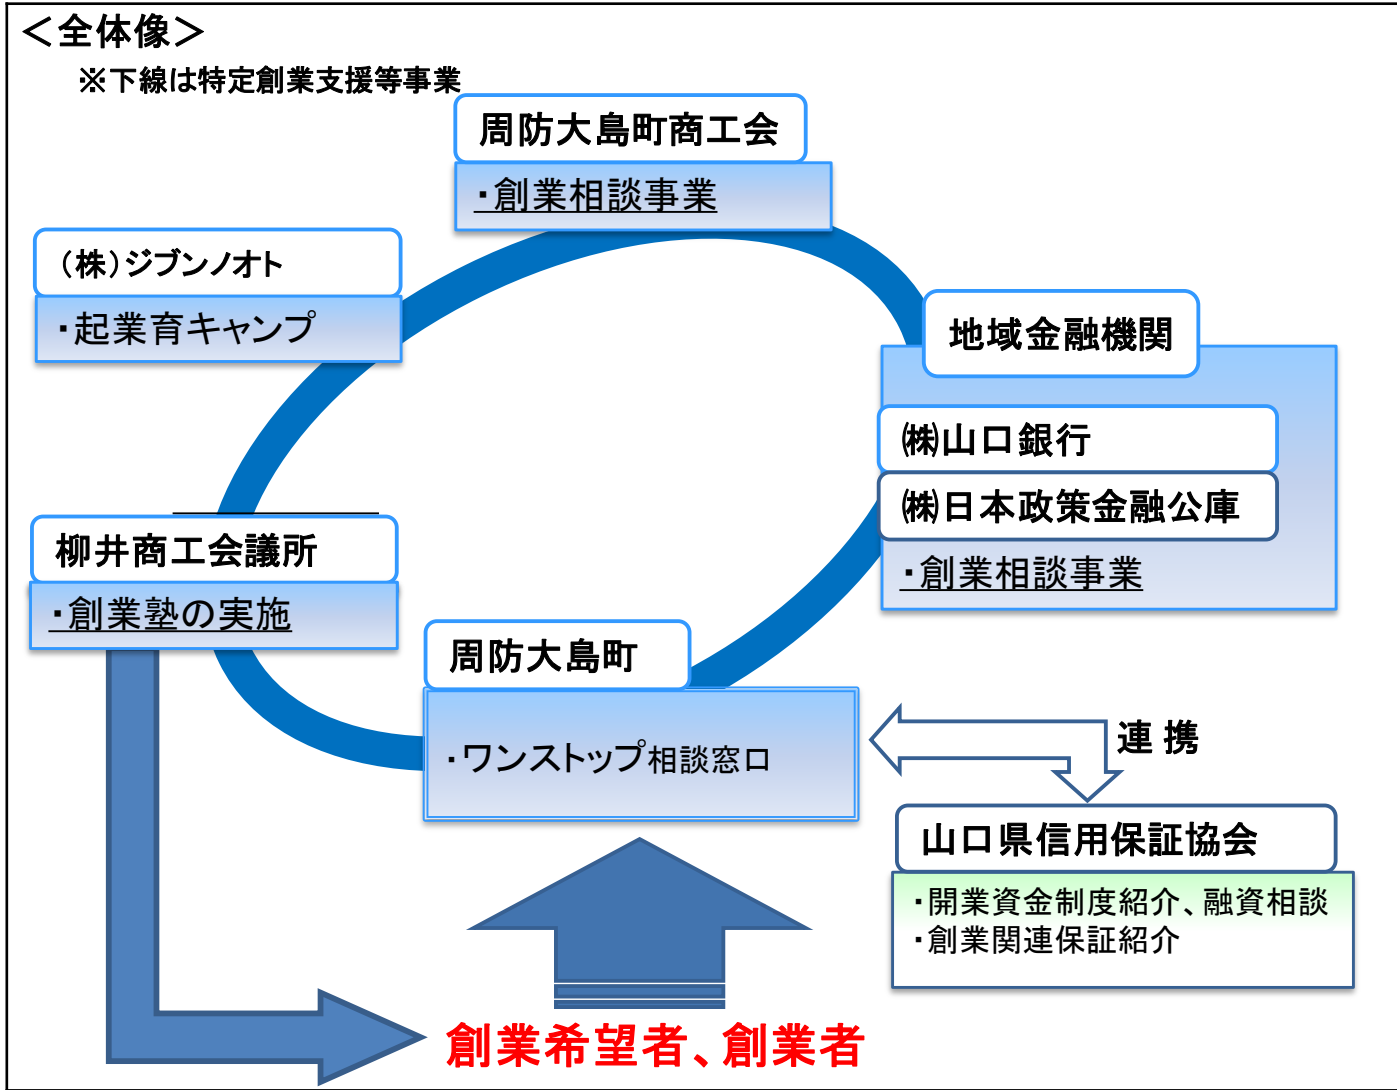 ＜全体像＞
※下線は特定創業支援等事業
周防大島町商工会
・創業相談事業
（株）ジブンノオト
・起業育キャンプ
地域金融機関
㈱山口銀行
㈱日本政策金融公庫
・創業相談事業
柳井商工会議所
・創業塾の実施
周防大島町
・ワンストップ相談窓口
連 携
山口県信用保証協会
・開業資金制度紹介、融資相談
・創業関連保証紹介
創業希望者、創業者